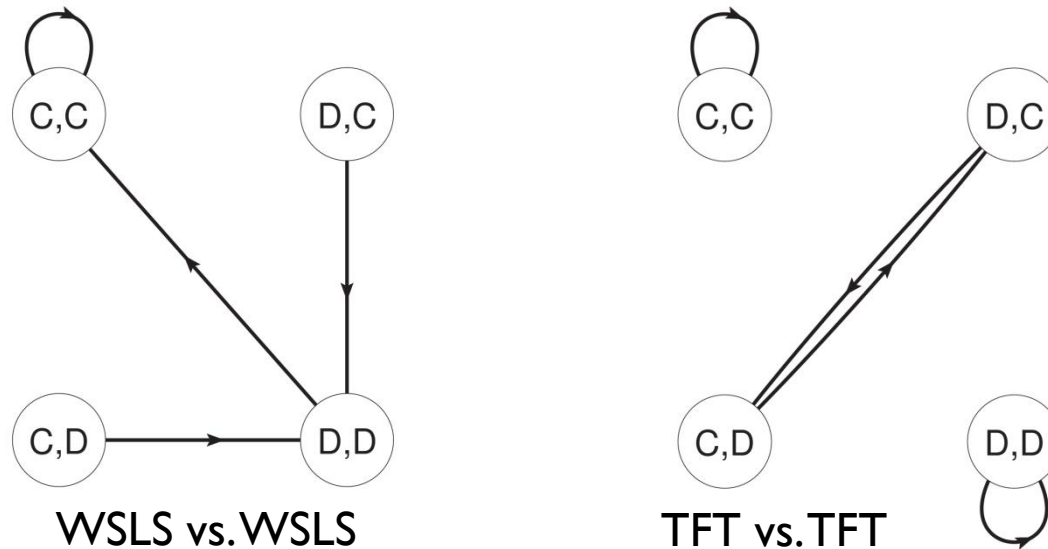 C,C
D,C
C,D
D,D
WSLS vs. WSLS
C,C
D,C
C,D
D,D
TFT vs. TFT